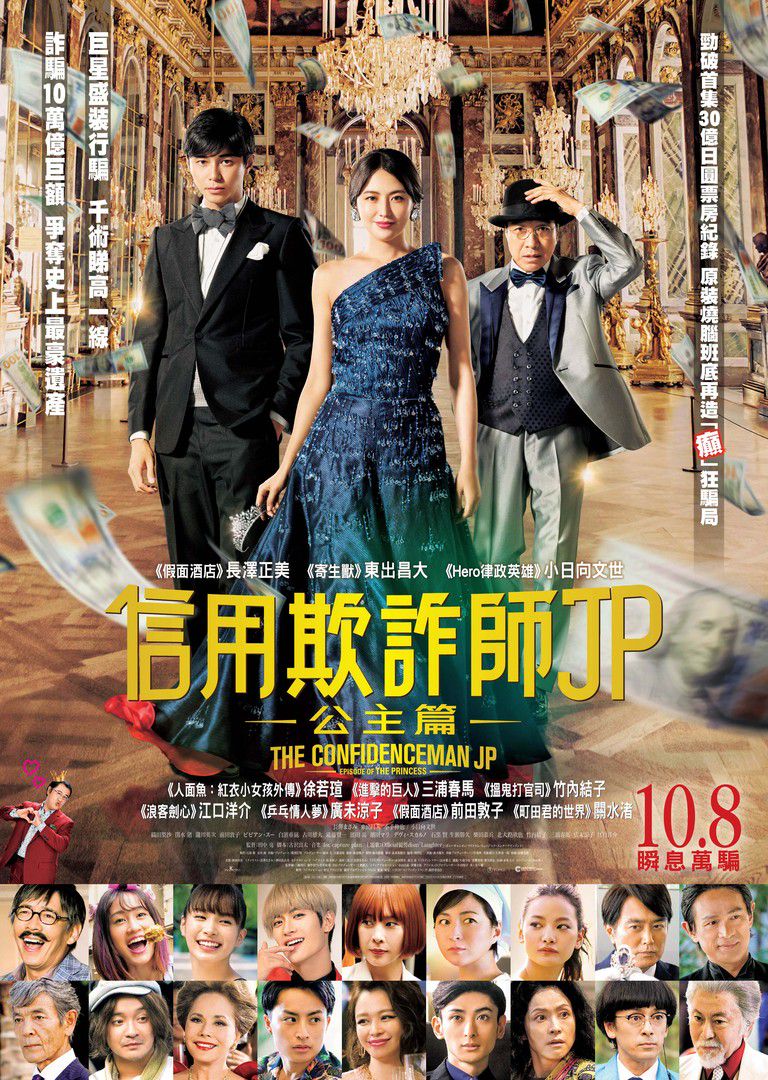 勁破首集30億日圓票房紀錄 原裝燒腦班底再造「癲」狂騙局
巨星盛裝行騙 千術睇高一線
詐騙10萬億巨額 爭奪史上最豪遺產
《假面酒店》長澤正美 《寄生獸》東出昌大 《Hero律政英雄》小日向文世
信用欺詐師JP
公主篇
THE CONFIDENCEMAN JP
EPISODE OF THE PRINCESS
《人面魚：紅衣小女孩外傳》徐若瑄 《進擊的巨人》三浦春馬 《搵鬼打官司》竹內結子
《浪客劍心》江口洋介 《乒乓情人夢》廣末涼子 《假面酒店》前田敦子 《町田君的世界》關水渚
10.8
瞬息萬騙